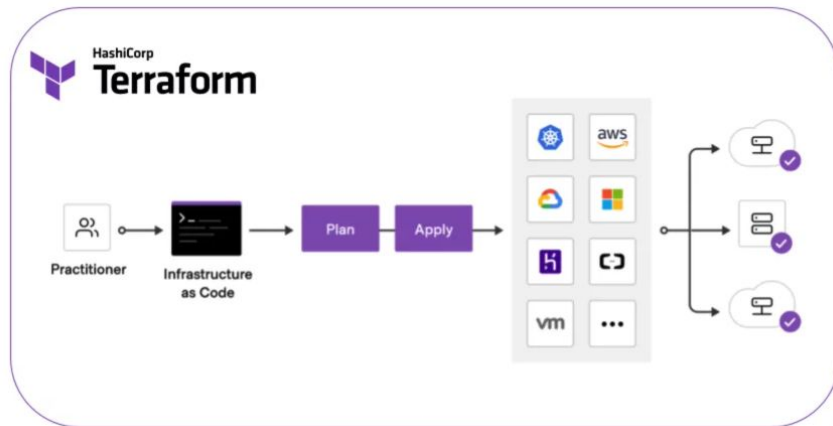 HashiCorp
Terraform
Practitioner
>_
Infrastructure
as Code
Plan
Apply
aws
vm